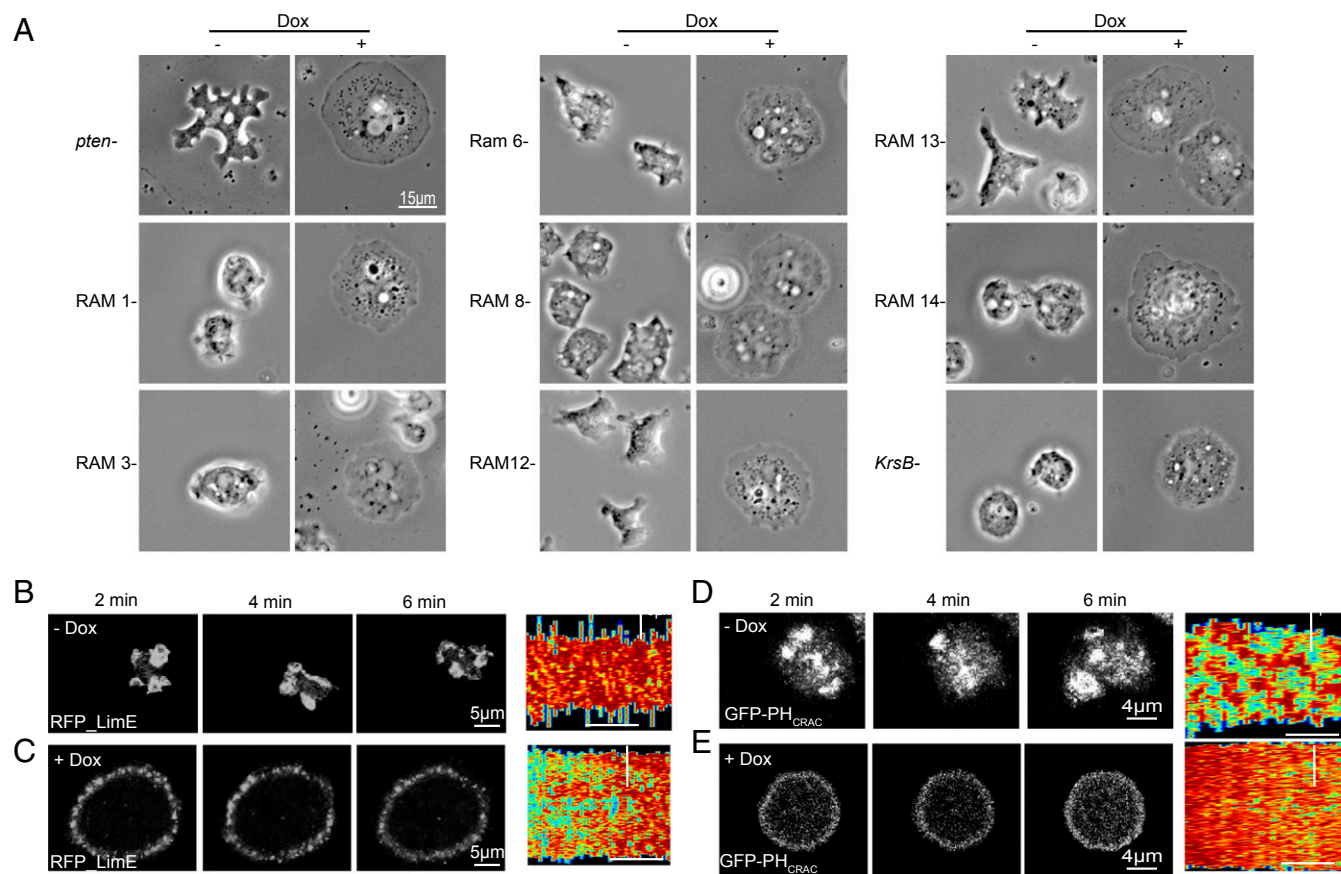 A
Dox
- +
Dox
- +
Dox
- +
pten-
Ram 6-
RAM 13-
15µm
RAM 1-
RAM 8-
RAM 14-
RAM 3-
RAM12-
KrsB-
B
2 min 4 min 6 min
- Dox
RFP_LimE
5µm
C
+ Dox
RFP_LimE
5µm
D
2 min 4 min 6 min
- Dox
GFP-PHCRAC
4µm
E
+ Dox
GFP-PHCRAC
4µm